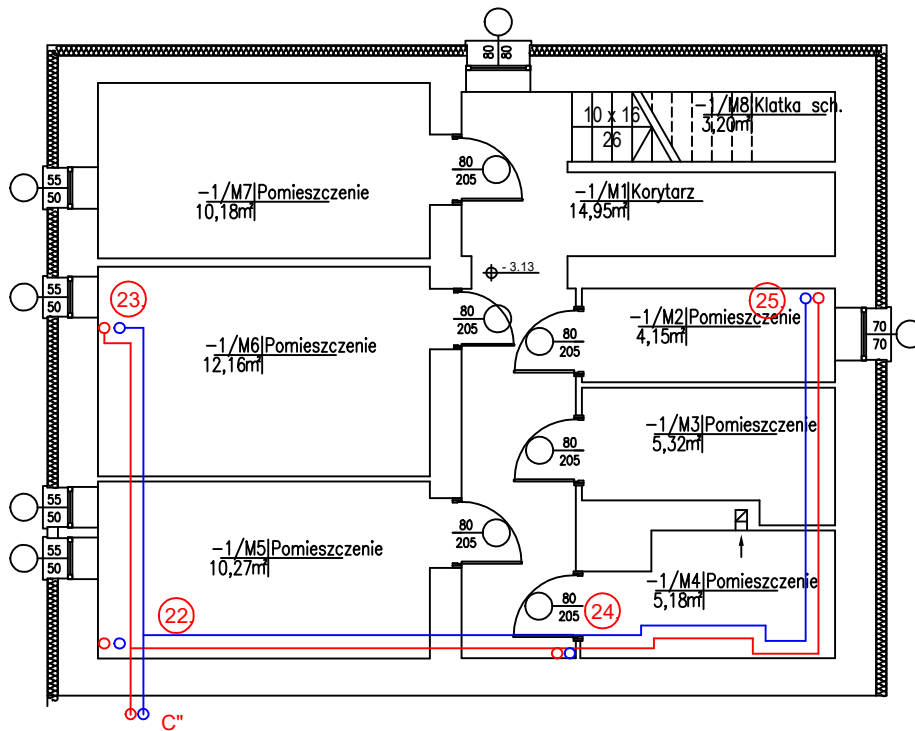 80
80
-1/M8 Klatka sch.
3,20m²
10 x 16
26
80
205
55
50
-1/M7 Pomieszczenie
10,18m²
-1/M1 Korytarz
14,95m²
- 3.13
55
50
23.
25.
80
205
-1/M2 Pomieszczenie
4,15m²
70
70
80
205
-1/M6 Pomieszczenie
12,16m²
-1/M3 Pomieszczenie
5,32m²
80
205
55
50
80
205
55
50
-1/M5 Pomieszczenie
10,27m²
-1/M4 Pomieszczenie
5,18m²
80
205
22.
24.
C"